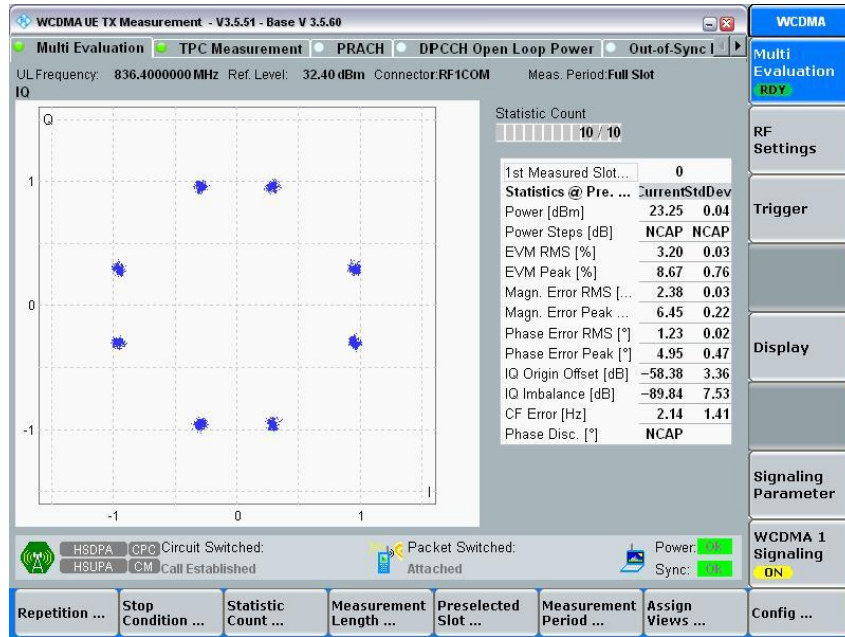 WCDMA UE TX Measurement - V3.5.51 - Base V 3.5.60
WCDMA
Multi Evaluation
TPC Measurement
PRACH
DPCCH Open Loop Power
Out-of-Sync
UL Frequency: 836.4000000 MHz Ref. Level: 32.40 dBm Connector: RF1COM Meas. Period: Full Slot
IQ
Q
1
0
-1
-1 0 1
I
Statistic Count
10 / 10
1st Measured Slot... 0
Statistics @ Pre. ... Current StdDev
Power [dBm] 23.25 0.04
Power Steps [dB] NCAP NCAP
EVM RMS [%] 3.20 0.03
EVM Peak [%] 8.67 0.76
Magn. Error RMS [... 2.38 0.03
Magn. Error Peak ... 6.45 0.22
Phase Error RMS [°] 1.23 0.02
Phase Error Peak [°] 4.95 0.47
IQ Origin Offset [dB] −58.38 3.36
IQ Imbalance [dB] −89.84 7.53
CF Error [Hz] 2.14 1.41
Phase Disc. [°] NCAP
Multi Evaluation
RDY
RF Settings
Trigger
Display
Signaling Parameter
WCDMA 1 Signaling
ON
Config ...
HSDPA CPC Circuit Switched: Packet Switched: Power: OK
HSUPA CM Call Established Attached Sync: OK
Repetition ...
Stop Condition ...
Statistic Count ...
Measurement Length ...
Preselected Slot ...
Measurement Period ...
Assign Views ...